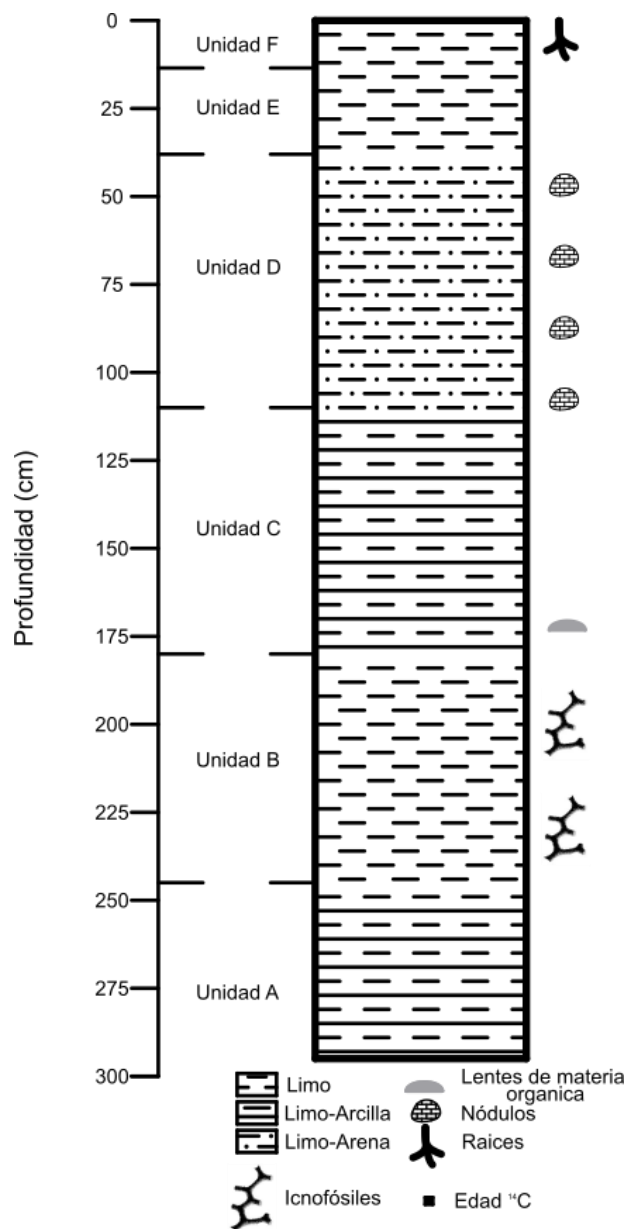 Profundidad (cm)
0
25
50
75
100
125
150
175
200
225
250
275
300
Unidad F
Unidad E
Unidad D
Unidad C
Unidad B
Unidad A
Limo
Limo-Arcilla
Limo-Arena
Icnofósiles
Lentes de materia
organica
Nódulos
Raices
Edad ¹⁴C